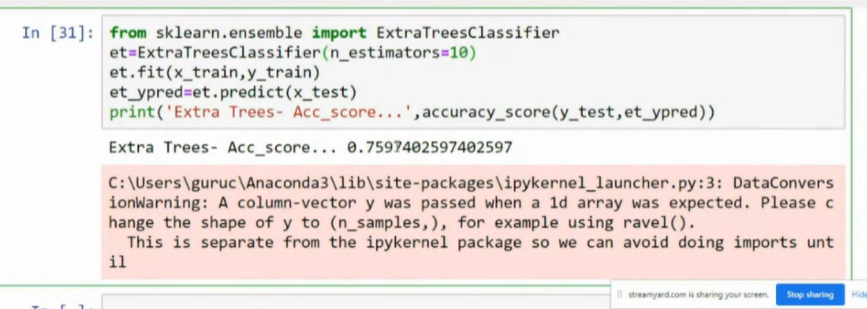 In [31]: from sklearn.ensemble import ExtraTreesClassifier
et=ExtraTreesClassifier(n_estimators=10)
et.fit(x_train,y_train)
et_ypred=et.predict(x_test)
print('Extra Trees- Acc_score...',accuracy_score(y_test,et_ypred))
Extra Trees- Acc_score... 0.7597402597402597
C:\Users\guruc\Anaconda3\lib\site-packages\ipykernel_launcher.py:3: DataConvers
ionWarning: A column-vector y was passed when a 1d array was expected. Please c
hange the shape of y to (n_samples,), for example using ravel().
This is separate from the ipykernel package so we can avoid doing imports unt
il
streamyard.com is sharing your screen. Stop sharing Hide